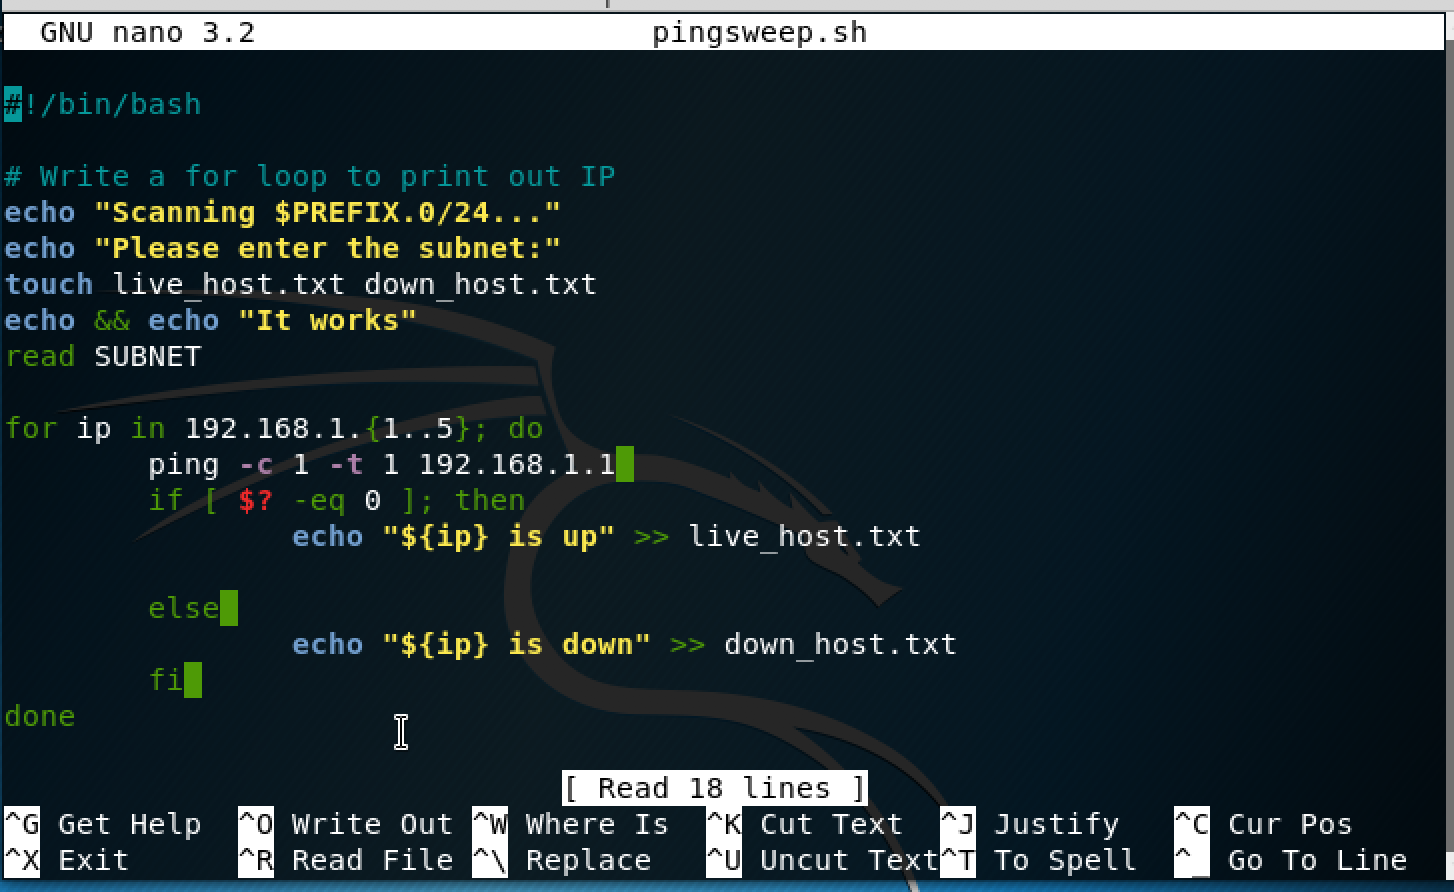 GNU nano 3.2 pingsweep.sh
#!/bin/bash
# Write a for loop to print out IP
echo "Scanning $PREFIX.0/24..."
echo "Please enter the subnet:"
touch live_host.txt down_host.txt
echo && echo "It works"
read SUBNET
for ip in 192.168.1.{1..5}; do
ping -c 1 -t 1 192.168.1.1
if [ $? -eq 0 ]; then
echo "${ip} is up" >> live_host.txt
else
echo "${ip} is down" >> down_host.txt
fi
done
[ Read 18 lines ]
^G Get Help ^O Write Out ^W Where Is ^K Cut Text ^J Justify ^C Cur Pos
^X Exit ^R Read File ^\ Replace ^U Uncut Text ^T To Spell ^_ Go To Line